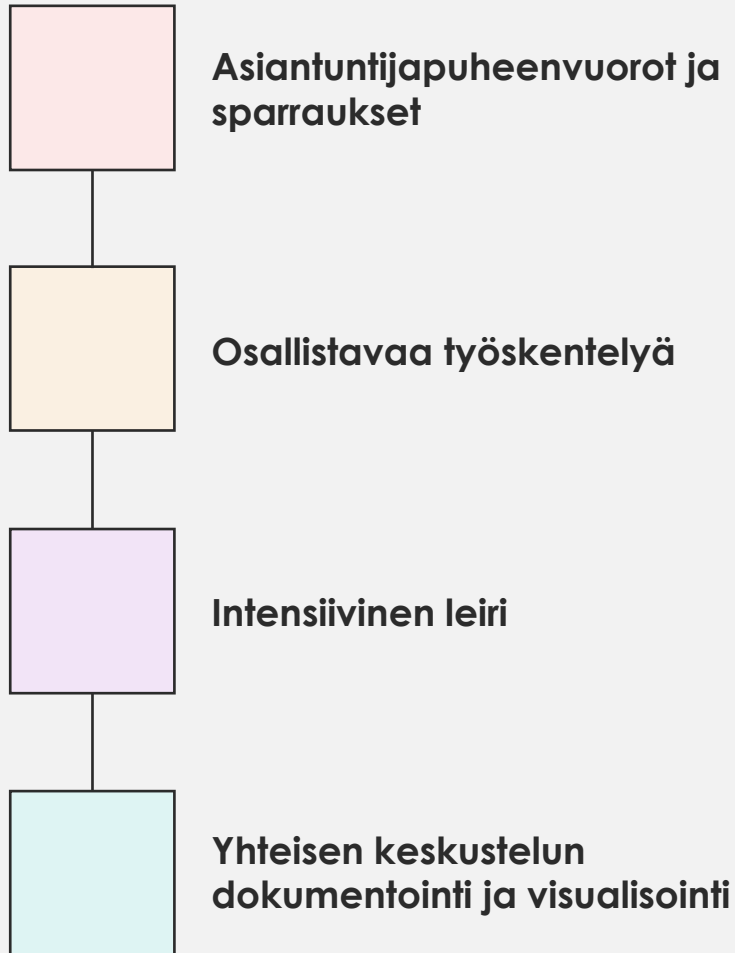 Asiantuntijapuheenvuorot ja
sparraukset
Osallistavaa työskentelyä
Intensiivinen leiri
Yhteisen keskustelun
dokumentointi ja visualisointi